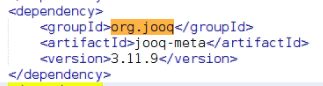 <dependency>
<groupId>org.jooq</groupId>
<artifactId>jooq-meta</artifactId>
<version>3.11.9</version>
</dependency>